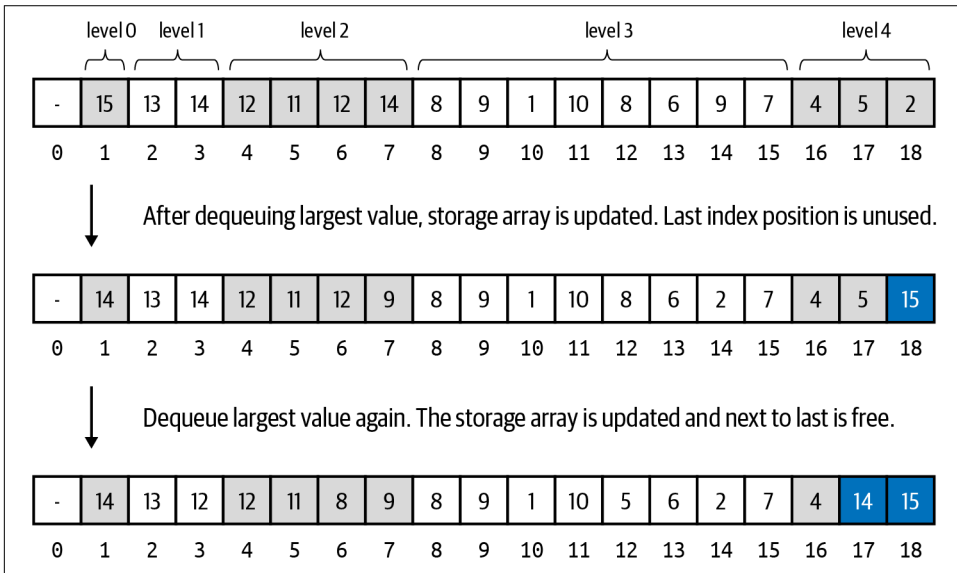 level 0 level 1 level 2 level 3 level 4
- 15 13 14 12 11 12 14 8 9 1 10 8 6 9 7 4 5 2
0 1 2 3 4 5 6 7 8 9 10 11 12 13 14 15 16 17 18
After dequeuing largest value, storage array is updated. Last index position is unused.
- 14 13 14 12 11 12 9 8 9 1 10 8 6 2 7 4 5 15
0 1 2 3 4 5 6 7 8 9 10 11 12 13 14 15 16 17 18
Dequeue largest value again. The storage array is updated and next to last is free.
- 14 13 12 12 11 8 9 8 9 1 10 5 6 2 7 4 14 15
0 1 2 3 4 5 6 7 8 9 10 11 12 13 14 15 16 17 18